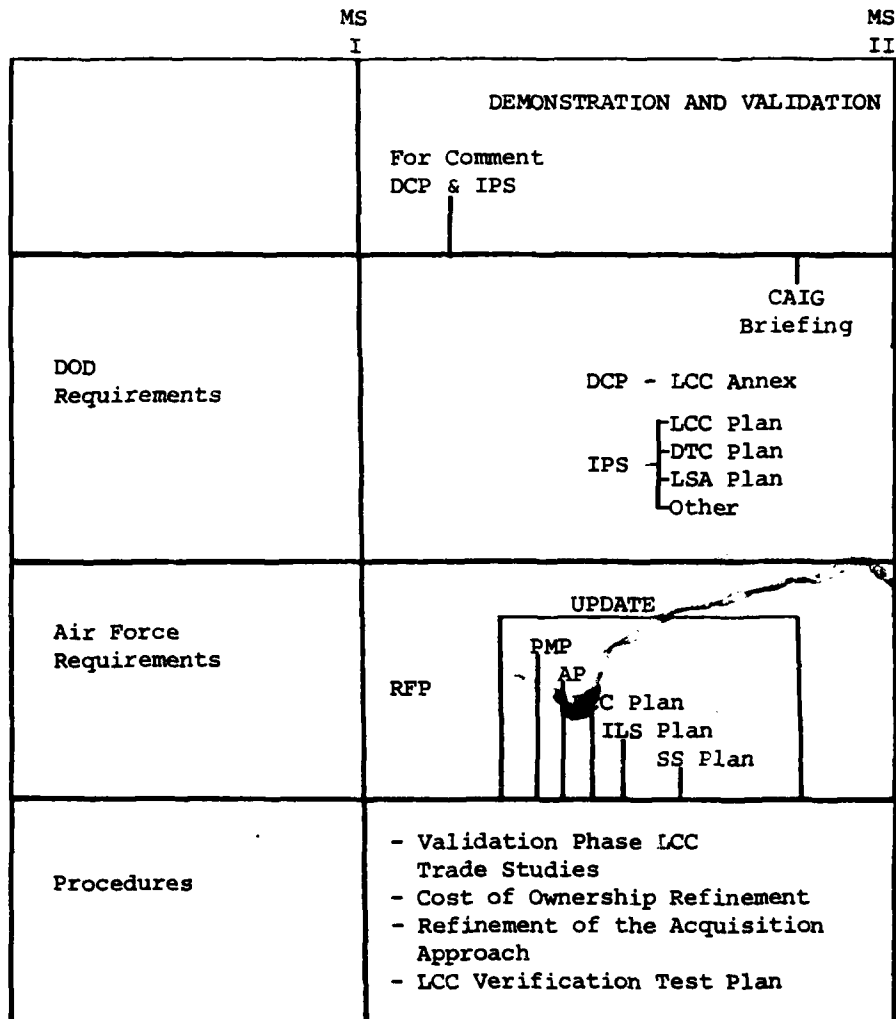 MS
I
MS
II
DEMONSTRATION AND VALIDATION
For Comment
DCP & IPS
CAIG
Briefing
DOD
Requirements
DCP - LCC Annex
IPS
LCC Plan
DTC Plan
LSA Plan
Other
Air Force
Requirements
UPDATE
RFP
PMP
AP
C Plan
ILS Plan
SS Plan
Procedures
- Validation Phase LCC
Trade Studies
- Cost of Ownership Refinement
- Refinement of the Acquisition
Approach
- LCC Verification Test Plan